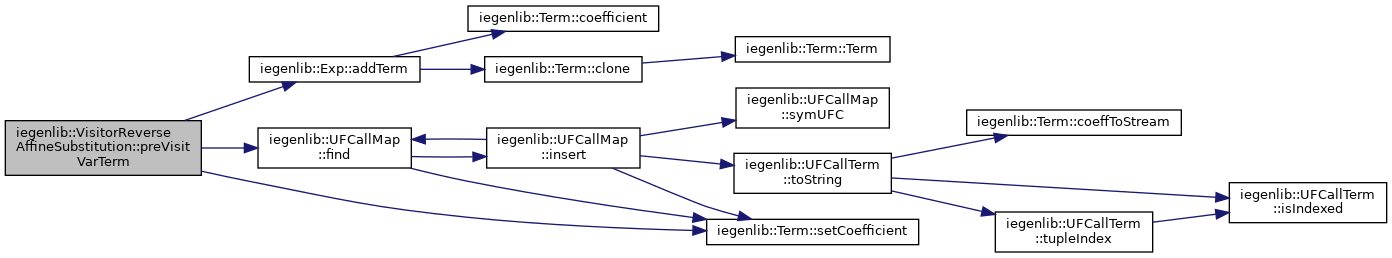 iegenlib::VisitorReverse
AffineSubstitution::preVisit
VarTerm
iegenlib::Exp::addTerm
iegenlib::Term::coefficient
iegenlib::Term::clone
iegenlib::Term::Term
iegenlib::UFCallMap
::find
iegenlib::UFCallMap
::insert
iegenlib::UFCallMap
::symUFC
iegenlib::UFCallTerm
::toString
iegenlib::Term::setCoefficient
iegenlib::Term::coeffToStream
iegenlib::UFCallTerm
::tupleIndex
iegenlib::UFCallTerm
::isIndexed